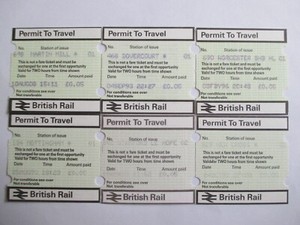 Permit To Travel
Permit To Travel
Permit To Travel
No. Station of issue
No. Station of issue
No. Station of issue
This is not a fare ticket and must be
exchanged for one at the first opportunity
Valid for TWO hours from time shown
This is not a fare ticket and must be
exchanged for one at the first opportunity
Valid for TWO hours from time shown
This is not a fare ticket and must be
exchanged for one at the first opportunity
Valid for TWO hours from time shown
Date Time Amount paid
Date Time Amount paid
Date Time Amount paid
£0.05
£0.05
£0.05
For conditions see over
Not transferable
For conditions see over
Not transferable
For conditions see over
Not transferable
British Rail
British Rail
British Rail
Permit To Travel
Permit To Travel
Permit To Travel
No. Station of issue
No. Station of issue
No. Station of issue
This is not a fare ticket and must be
exchanged for one at the first opportunity
Valid for TWO hours from time shown
This is not a fare ticket and must be
exchanged for one at the first opportunity
Valid for TWO hours from time shown
This is not a fare ticket and must be
exchanged for one at the first opportunity
Valid for TWO hours from time shown
Date Time Amount paid
Date Time Amount paid
Date Time Amount paid
For conditions see over
Not transferable
For conditions see over
Not transferable
For conditions see over
Not transferable
British Rail
British Rail
British Rail